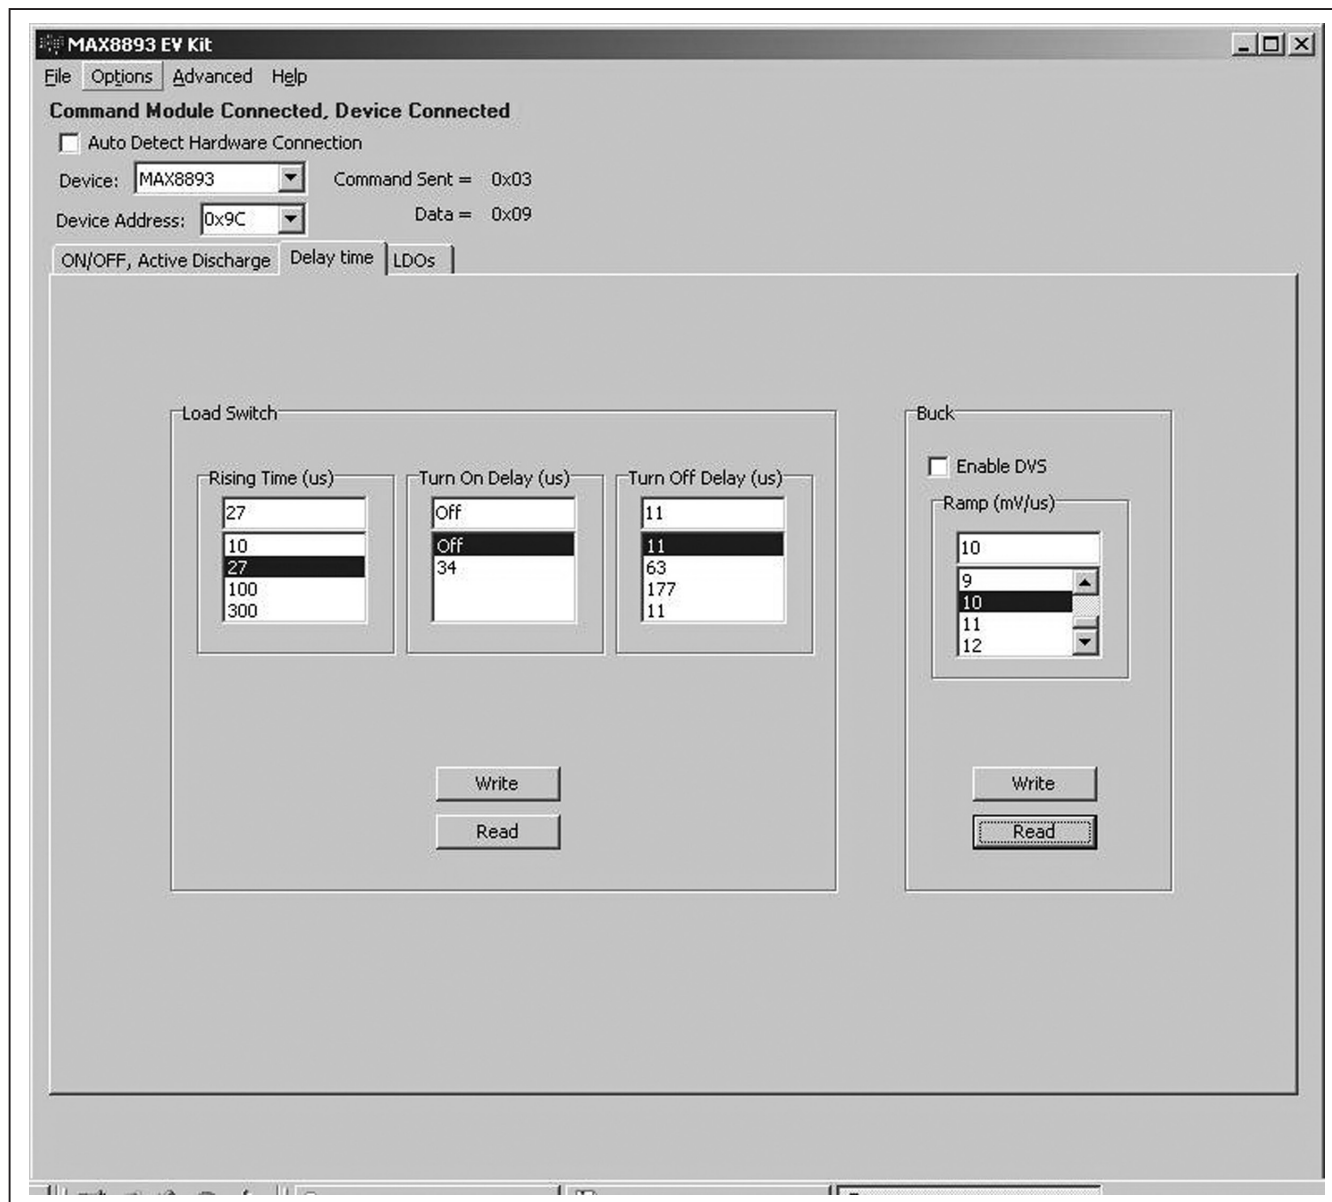 MAX8893 EV Kit
File Options Advanced Help
Command Module Connected, Device Connected
Auto Detect Hardware Connection
Device: MAX8893 Command Sent = 0x03
Device Address: 0x9C Data = 0x09
ON/OFF, Active Discharge Delay time LDOs
Load Switch
Rising Time (us)
27
10
27
100
300
Turn On Delay (us)
Off
Off
34
Turn Off Delay (us)
11
11
63
177
11
Write
Read
Buck
Enable DVS
Ramp (mV/us)
10
9
10
11
12
Write
Read